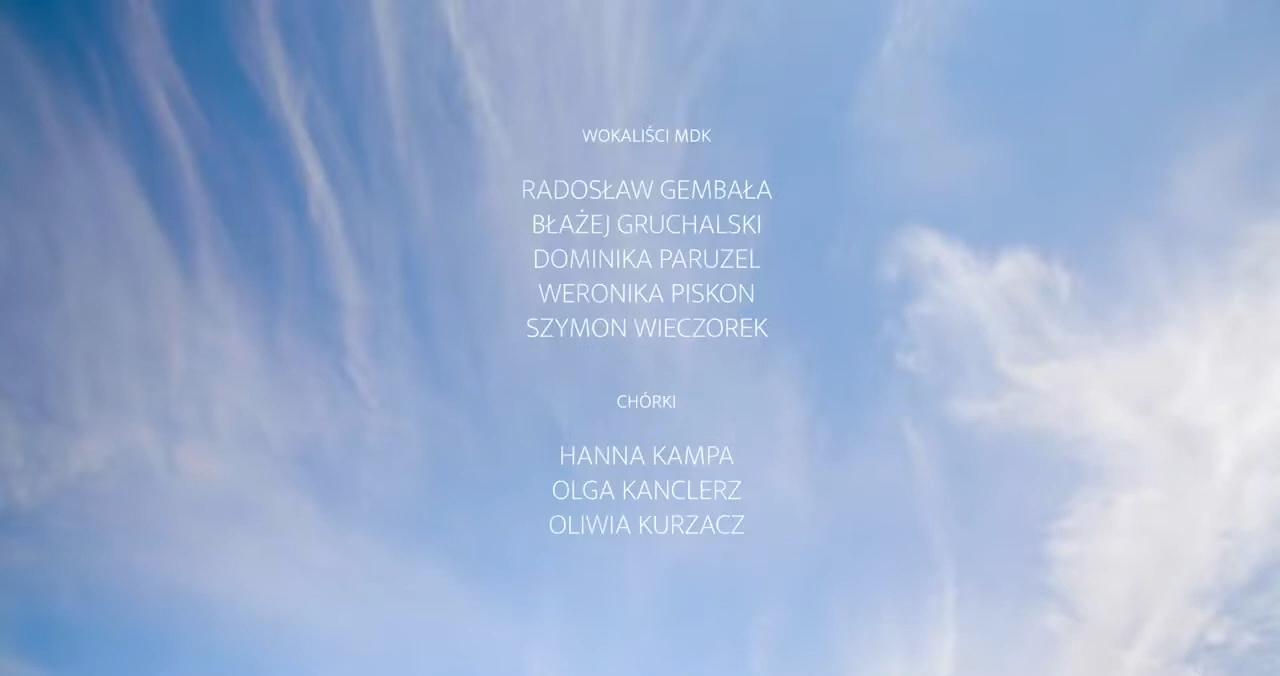 WOKALIŚCI MDK
RADOSŁAW GEMBAŁA
BŁAŻEJ GRUCHALSKI
DOMINIKA PARUZEL
WERONIKA PISKON
SZYMON WIECZOREK
CHÓRKI
HANNA KAMPA
OLGA KANCLERZ
OLIWIA KURZACZ